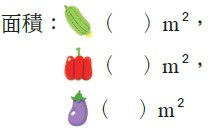 面積：（　）m²，
（　）m²，
（　）m²